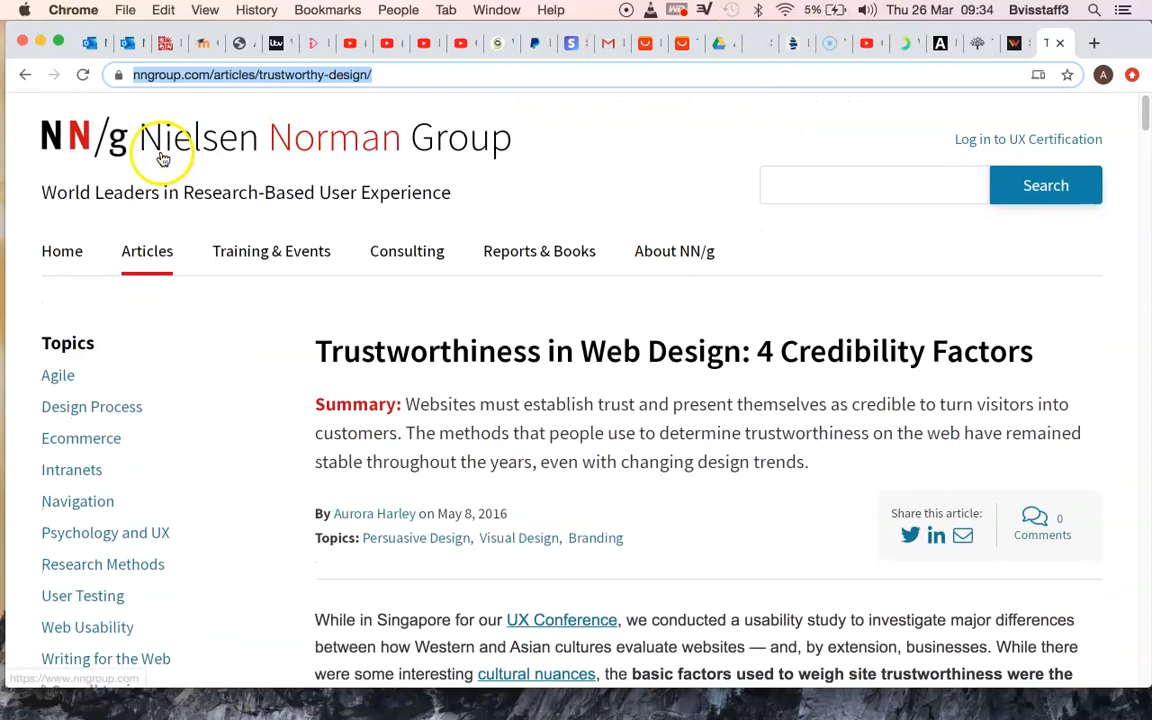 Chrome File Edit View History Bookmarks People Tab Window Help 5% Thu 26 Mar 09:34 Bvisstaff3
nngroup.com/articles/trustworthy-design/
NN/g Nielsen Norman Group
Log in to UX Certification
World Leaders in Research-Based User Experience
Search
Home Articles Training & Events Consulting Reports & Books About NN/g
Topics
Trustworthiness in Web Design: 4 Credibility Factors
Agile
Summary: Websites must establish trust and present themselves as credible to turn visitors into
Design Process
customers. The methods that people use to determine trustworthiness on the web have remained
Ecommerce
stable throughout the years, even with changing design trends.
Intranets
Navigation
By Aurora Harley on May 8, 2016
Share this article:
0
Comments
Psychology and UX
Topics: Persuasive Design, Visual Design, Branding
Research Methods
User Testing
While in Singapore for our UX Conference, we conducted a usability study to investigate major differences
Web Usability
between how Western and Asian cultures evaluate websites — and, by extension, businesses. While there
Writing for the Web
were some interesting cultural nuances, the basic factors used to weigh site trustworthiness were the
https://www.nngroup.com